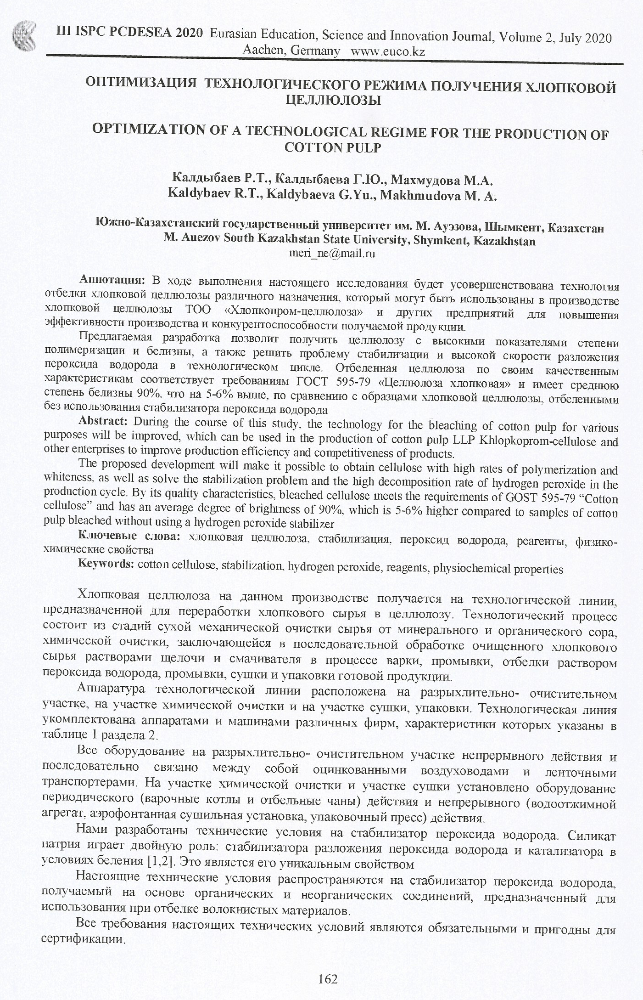 III ISPC PCDESEA 2020 Eurasian Education, Science and Innovation Journal, Volume 2, July 2020
Aachen, Germany www.euco.kz
ОПТИМИЗАЦИЯ ТЕХНОЛОГИЧЕСКОГО РЕЖИМА ПОЛУЧЕНИЯ ХЛОПКОВОЙ
ЦЕЛЛЮЛОЗЫ
OPTIMIZATION OF A TECHNOLOGICAL REGIME FOR THE PRODUCTION OF
COTTON PULP
Калдыбаев Р.Т., Калдыбаева Г.Ю., Махмудова М.А.
Kaldybaev R.T., Kaldybaeva G.Yu., Makhmudova M. A.
Южно-Казахстанский государственный университет им. М. Ауэзова, Шымкент, Казахстан
M. Auezov South Kazakhstan State University, Shymkent, Kazakhstan
meri_ne@mail.ru
Аннотация: В ходе выполнения настоящего исследования будет усовершенствована технология
отбелки хлопковой целлюлозы различного назначения, который могут быть использованы в производстве
хлопковой целлюлозы ТОО «Хлопкопром-целлюлоза» и других предприятий для повышения
эффективности производства и конкурентоспособности получаемой продукции.
Предлагаемая разработка позволит получить целлюлозу с высокими показателями степени
полимеризации и белизны, а также решить проблему стабилизации и высокой скорости разложения
пероксида водорода в технологическом цикле. Отбеленная целлюлоза по своим качественным
характеристикам соответствует требованиям ГОСТ 595-79 «Целлюлоза хлопковая» и имеет среднюю
степень белизны 90%, что на 5-6% выше, по сравнению с образцами хлопковой целлюлозы, отбеленными
без использования стабилизатора пероксида водорода
Abstract: During the course of this study, the technology for the bleaching of cotton pulp for various
purposes will be improved, which can be used in the production of cotton pulp LLP Khlopkoprom-cellulose and
other enterprises to improve production efficiency and competitiveness of products.
The proposed development will make it possible to obtain cellulose with high rates of polymerization and
whiteness, as well as solve the stabilization problem and the high decomposition rate of hydrogen peroxide in the
production cycle. By its quality characteristics, bleached cellulose meets the requirements of GOST 595-79 “Cotton
cellulose” and has an average degree of brightness of 90%, which is 5-6% higher compared to samples of cotton
pulp bleached without using a hydrogen peroxide stabilizer
Ключевые слова: хлопковая целлюлоза, стабилизация, пероксид водорода, реагенты, физико-
химические свойства
Keywords: cotton cellulose, stabilization, hydrogen peroxide, reagents, physiochemical properties
Хлопковая целлюлоза на данном производстве получается на технологической линии,
предназначенной для переработки хлопкового сырья в целлюлозу. Технологический процесс
состоит из стадий сухой механической очистки сырья от минерального и органического сора,
химической очистки, заключающейся в последовательной обработке очищенного хлопкового
сырья растворами щелочи и смачивателя в процессе варки, промывки, отбелки раствором
пероксида водорода, промывки, сушки и упаковки готовой продукции.
Аппаратура технологической линии расположена на разрыхлительно- очистительном
участке, на участке химической очистки и на участке сушки, упаковки. Технологическая линия
укомплектована аппаратами и машинами различных фирм, характеристики которых указаны в
таблице 1 раздела 2.
Все оборудование на разрыхлительно- очистительном участке непрерывного действия и
последовательно связано между собой оцинкованными воздуховодами и ленточными
транспортерами. На участке химической очистки и участке сушки установлено оборудование
периодического (варочные котлы и отбельные чаны) действия и непрерывного (водоотжимной
агрегат, аэрофонтанная сушильная установка, упаковочный пресс) действия.
Нами разработаны технические условия на стабилизатор пероксида водорода. Силикат
натрия играет двойную роль: стабилизатора разложения пероксида водорода и катализатора в
условиях беления [1,2]. Это является его уникальным свойством
Настоящие технические условия распространяются на стабилизатор пероксида водорода,
получаемый на основе органических и неорганических соединений, предназначенный для
использования при отбелке волокнистых материалов.
Все требования настоящих технических условий являются обязательными и пригодны для
сертификации.
162